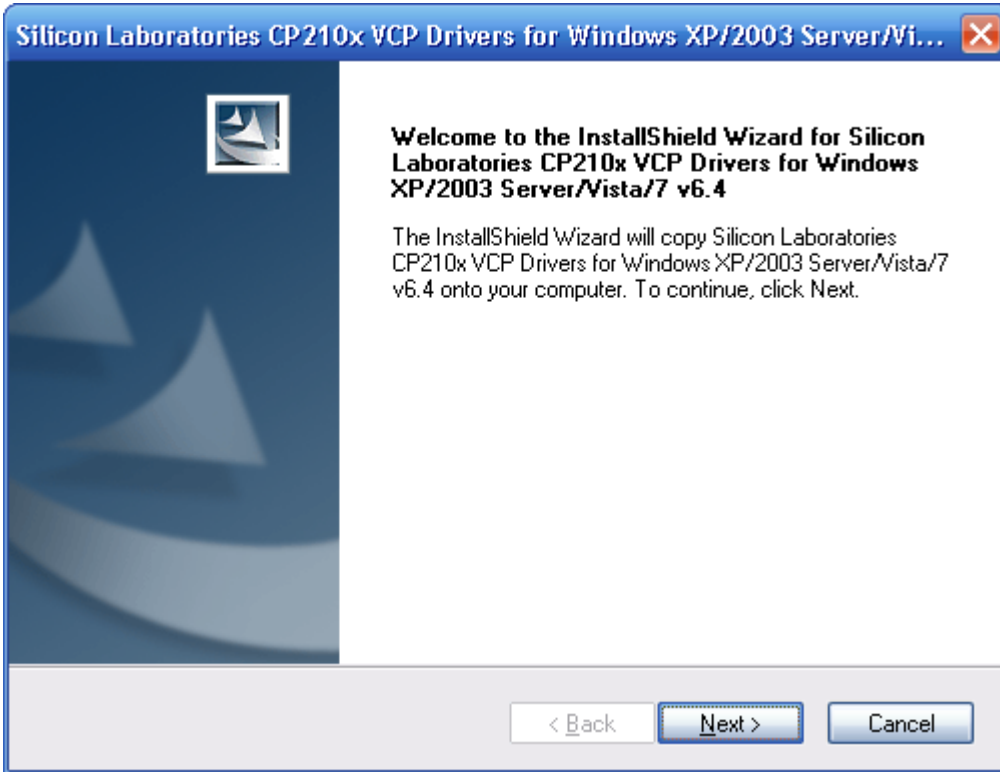 Silicon Laboratories CP210x VCP Drivers for Windows XP/2003 Server/Vi...
Welcome to the InstallShield Wizard for Silicon
Laboratories CP210x VCP Drivers for Windows
XP/2003 Server/Vista/7 v6.4
The InstallShield Wizard will copy Silicon Laboratories
CP210x VCP Drivers for Windows XP/2003 Server/Vista/7
v6.4 onto your computer. To continue, click Next.
< Back
Next >
Cancel